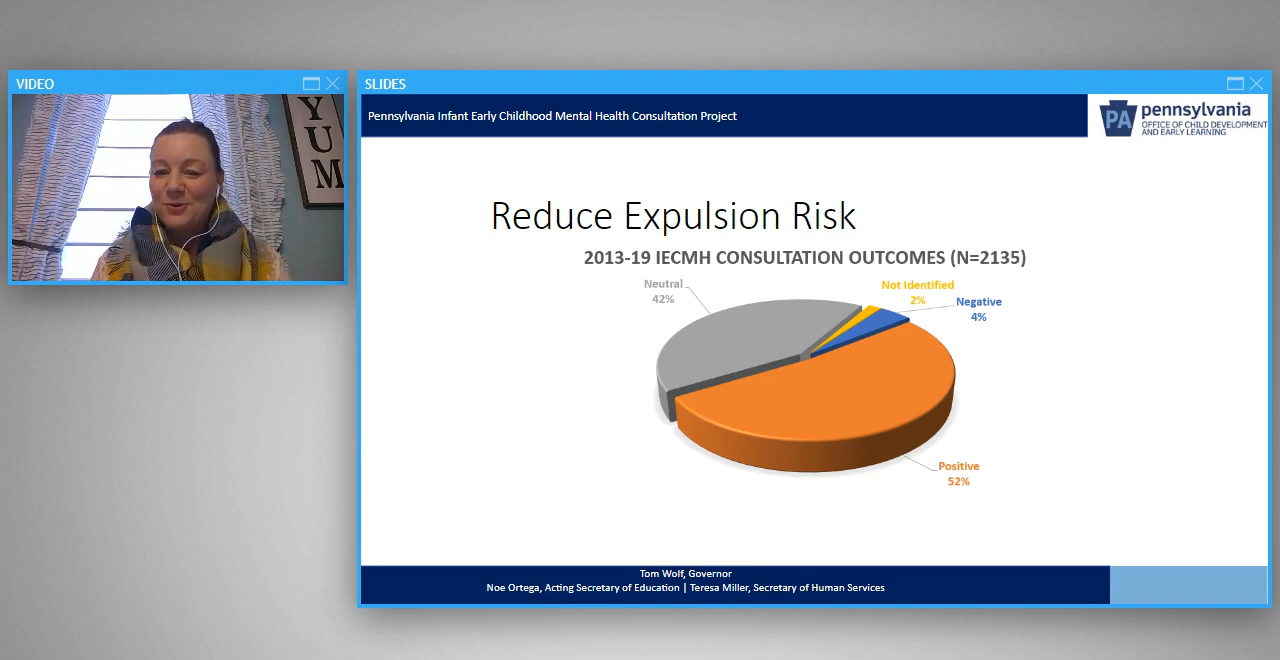 VIDEO
YUM
SLIDES
Pennsylvania Infant Early Childhood Mental Health Consultation Project
PA
pennsylvania
OFFICE OF CHILD DEVELOPMENT
AND EARLY LEARNING
Reduce Expulsion Risk
2013-19 IECMH CONSULTATION OUTCOMES (N=2135)
Neutral
42%
Not Identified
2%
Negative
4%
Positive
52%
Tom Wolf, Governor
Noe Ortega, Acting Secretary of Education | Teresa Miller, Secretary of Human Services